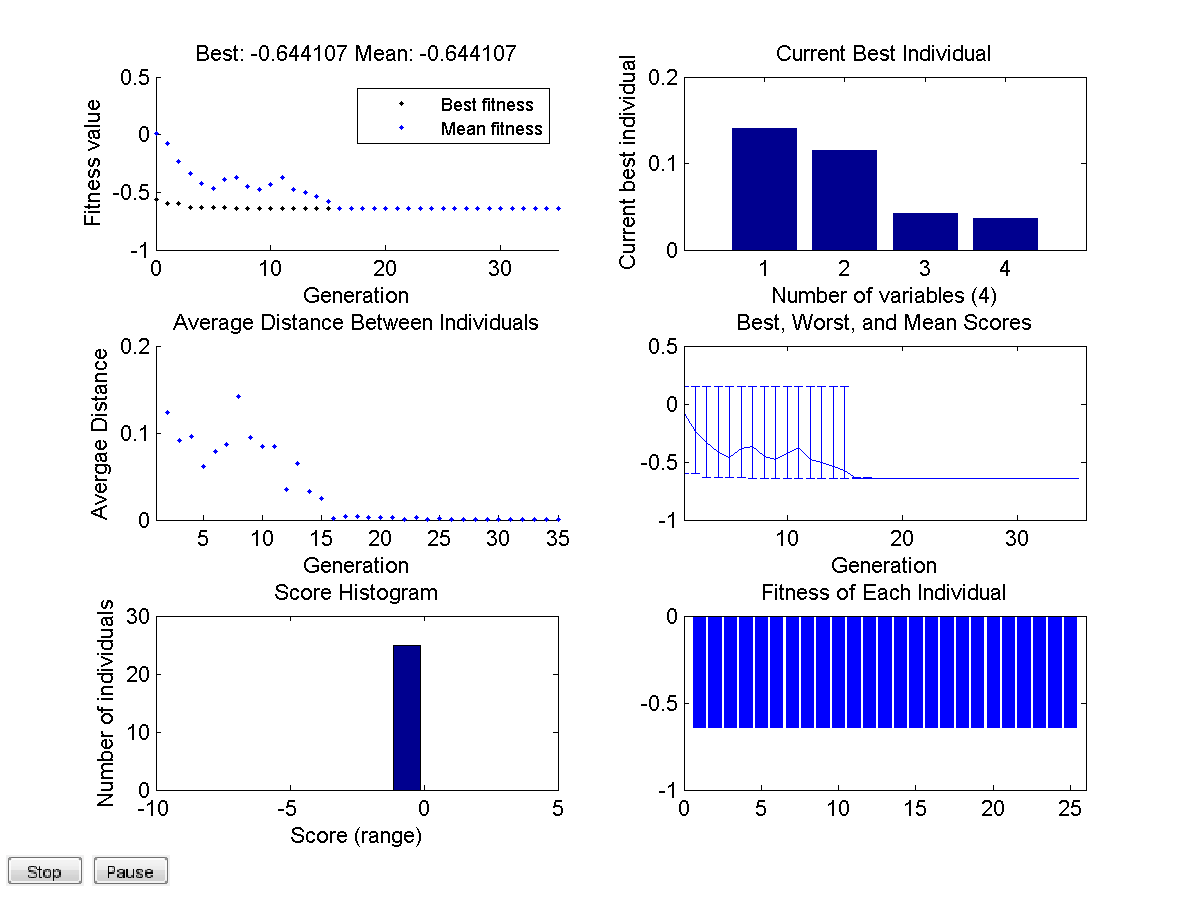 Best: -0.644107 Mean: -0.644107
0.5
0
-0.5
-1
Fitness value
Best fitness
Mean fitness
0
10
20
30
Generation
Current Best Individual
0.2
0.1
0
Current best individual
1
2
3
4
Number of variables (4)
Average Distance Between Individuals
0.2
0.1
0
Avergae Distance
5
10
15
20
25
30
35
Generation
Best, Worst, and Mean Scores
0.5
0
-0.5
-1
10
20
30
Generation
Score Histogram
30
20
10
0
Number of individuals
-10
-5
0
5
Score (range)
Fitness of Each Individual
0
-0.5
-1
0
5
10
15
20
25
Stop
Pause